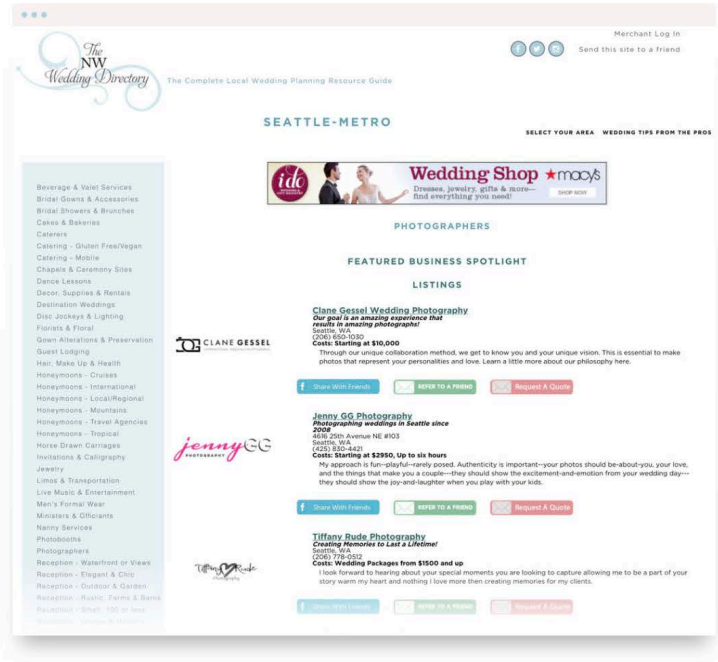 The
NW
Wedding Directory
The Complete Local Wedding Planning Resource Guide
Merchant Log In
Send this site to a friend
SEATTLE-METRO
SELECT YOUR AREA WEDDING TIPS FROM THE PROS
Beverage & Valet Services
Bridal Gowns & Accessories
Bridal Showers & Brunches
Cakes & Bakeries
Caterers
Catering - Gluten Free/Vegan
Catering - Mobile
Chapels & Ceremony Sites
Dance Lessons
Decor, Supplies & Rentals
Destination Weddings
Disc Jockeys & Lighting
Florists & Floral
Gown Alterations & Preservation
Guest Lodging
Hair, Make Up & Health
Honeymoons - Cruises
Honeymoons - International
Honeymoons - Local/Regional
Honeymoons - Mountains
Honeymoons - Travel Agencies
Honeymoons - Tropical
Horse Drawn Carriages
Invitations & Calligraphy
Jewelry
Limos & Transportation
Live Music & Entertainment
Men's Formal Wear
Ministers & Officiants
Nanny Services
Photobooths
Photographers
Reception - Waterfront or Views
Reception - Elegant & Chic
Reception - Outdoor & Garden
Reception - Rustic, Farms & Barns
Reception - Small, 100 or less
i do
Wedding Shop
Dresses, jewelry, gifts & more--
find everything you need!
macy's
SHOP NOW
PHOTOGRAPHERS
FEATURED BUSINESS SPOTLIGHT
LISTINGS
CLANE GESSEL
Clane Gessel Wedding Photography
Our goal is an amazing experience that
results in amazing photographs!
Seattle, WA
(206) 650-1030
Costs: Starting at $10,000
Through our unique collaboration method, we get to know you and your unique vision. This is essential to make
photos that represent your personalities and love. Learn a little more about our philosophy here.
f Share With Friends
REFER TO A FRIEND
Request A Quote
jennyGG
PHOTOGRAPHY
Jenny GG Photography
Photographing weddings in Seattle since
2008
4616 25th Avenue NE #103
Seattle, WA
(425) 830-4421
Costs: Starting at $2950, Up to six hours
My approach is fun--playful--rarely posed. Authenticity is important--your photos should be-about-you, your love,
and the things that make you a couple---they should show the excitement-and-emotion from your wedding day---
they should show the joy-and-laughter when you play with your kids.
f Share With Friends
REFER TO A FRIEND
Request A Quote
Tiffany Rude
Photography
Tiffany Rude Photography
Creating Memories to Last a Lifetime!
Seattle, WA
(206) 778-0512
Costs: Wedding Packages from $1500 and up
I look forward to hearing about your special moments you are looking to capture allowing me to be a part of your
story warm my heart and nothing I love more then creating memories for my clients.
f Share With Friends
REFER TO A FRIEND
Request A Quote